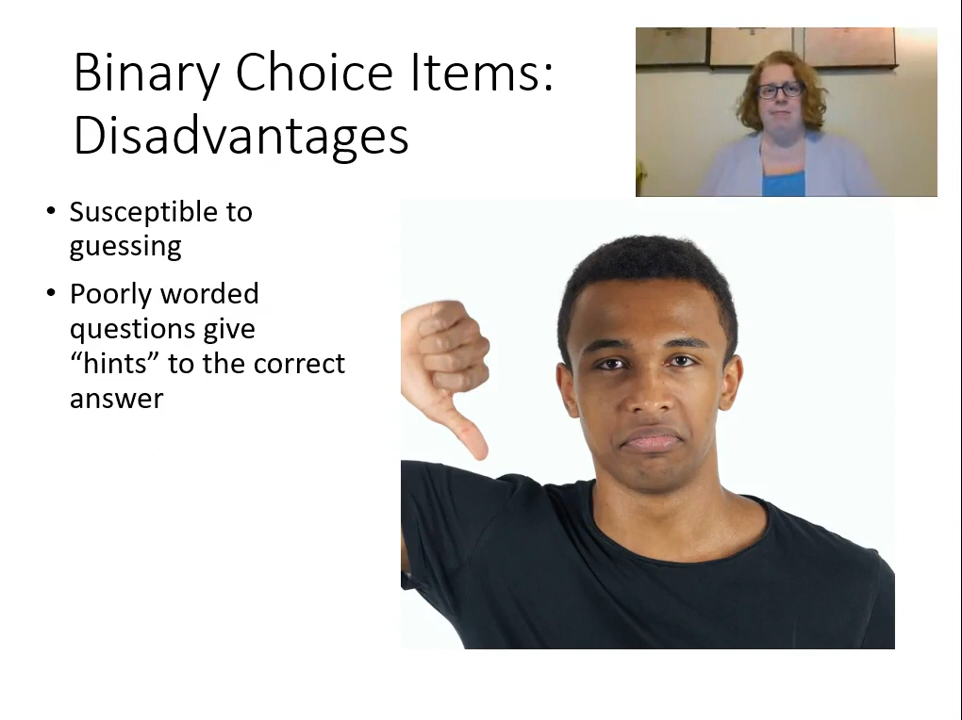 Binary Choice Items:
Disadvantages
• Susceptible to
guessing
• Poorly worded
questions give
“hints” to the correct
answer